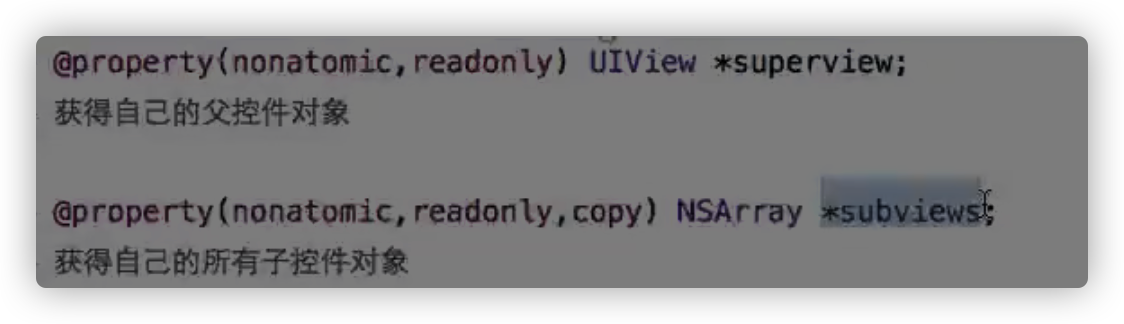 @property(nonatomic,readonly) UIView *superview;
获得自己的父控件对象
@property(nonatomic,readonly,copy) NSArray *subviews;
获得自己的所有子控件对象